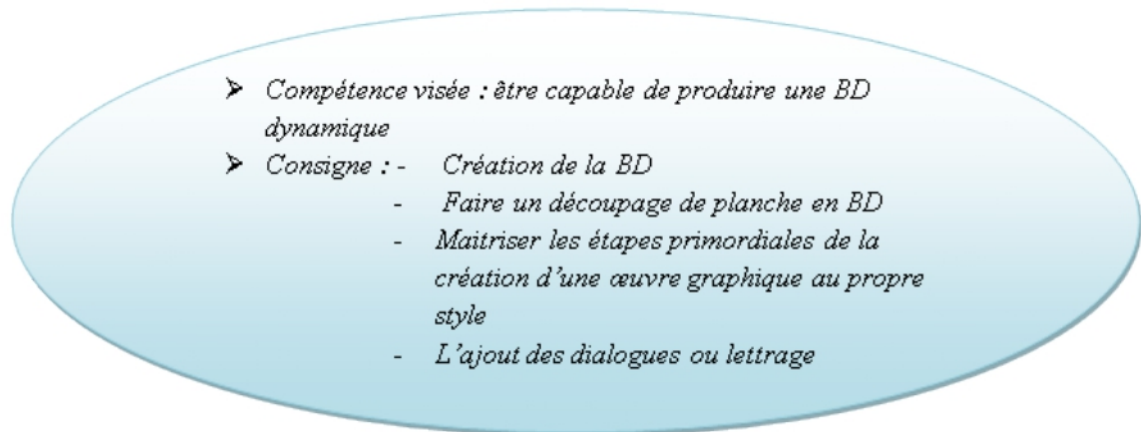 ➤ Compétence visée : être capable de produire une BD
dynamique
➤ Consigne : - Création de la BD
- Faire un découpage de planche en BD
- Maitriser les étapes primordiales de la
création d'une œuvre graphique au propre
style
- L'ajout des dialogues ou lettrage